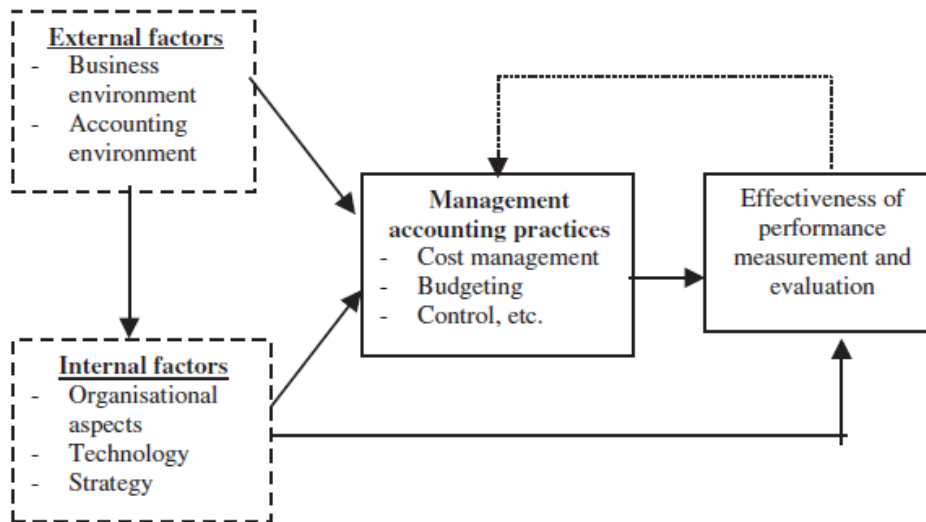 External factors
- Business
environment
- Accounting
environment
Management
accounting practices
- Cost management
- Budgeting
- Control, etc.
Effectiveness of
performance
measurement and
evaluation
Internal factors
- Organisational
aspects
- Technology
- Strategy